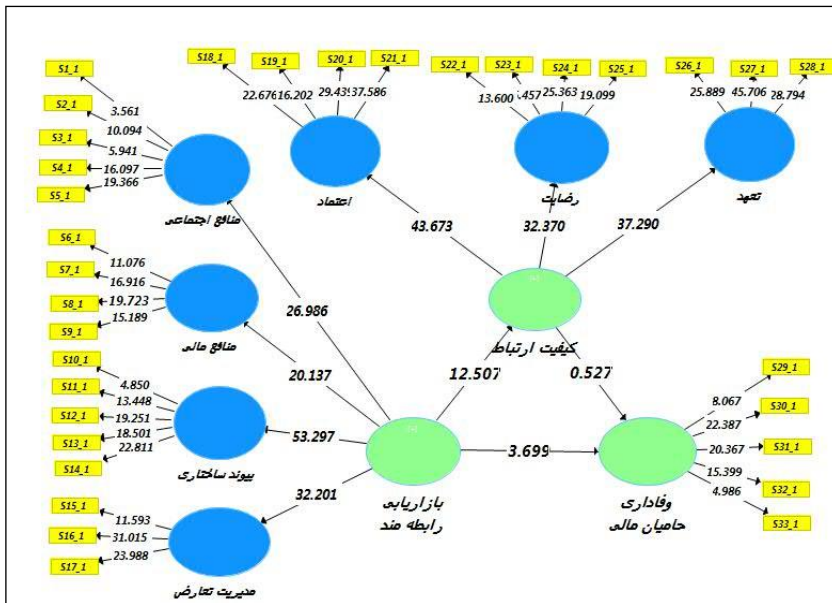 S18_1
S19_1
S20_1
S21_1
22.676
16.202
29.435
37.586
اعتماد
S22_1
S23_1
S24_1
S25_1
13.600
.457
25.363
19.099
رضایت
S26_1
S27_1
S28_1
25.889
45.706
28.794
تعهد
S1_1
S2_1
S3_1
S4_1
S5_1
3.561
10.094
5.941
16.097
19.366
منافع اجتماعی
43.673
32.370
37.290
S6_1
S7_1
S8_1
S9_1
11.076
16.916
19.723
15.189
منافع مالی
26.986
20.137
کیفیت ارتباط
12.507
0.527
S10_1
S11_1
S12_1
S13_1
S14_1
4.850
13.448
19.251
18.501
22.811
پیوند ساختاری
53.297
32.201
بازاریابی
رابطه مند
3.699
S29_1
S30_1
S31_1
S32_1
S33_1
8.067
22.387
20.367
15.399
4.986
وفاداری
حامیان مالی
S15_1
S16_1
S17_1
11.593
31.015
23.988
مدیریت تعارض